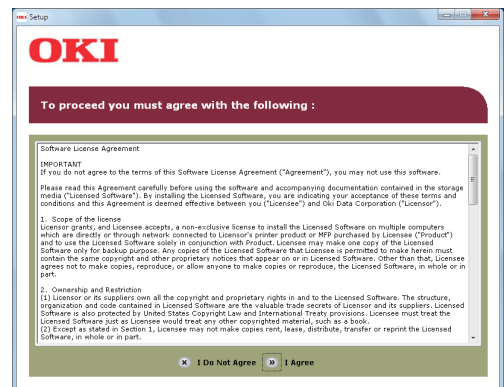 OKI Setup
OKI
To proceed you must agree with the following :
Software License Agreement
IMPORTANT
If you do not agree to the terms of this Software License Agreement ("Agreement"), you may not use this software.
Please read this Agreement carefully before using the software and accompanying documentation contained in the storage
media ("Licensed Software"). By installing the Licensed Software, you are indicating your acceptance of these terms and
conditions and this Agreement is deemed effective between you ("Licensee") and Oki Data Corporation ("Licensor").
1. Scope of the license
Licensor grants, and Licensee accepts, a non-exclusive license to install the Licensed Software on multiple computers
which are directly or through network connected to Licensor's printer product or MFP purchased by Licensee ("Product")
and to use the Licensed Software solely in conjunction with Product. Licensee may make one copy of the Licensed
Software only for backup purpose. Any copies of the Licensed Software that Licensee is permitted to make herein must
contain the same copyright and other proprietary notices that appear on or in Licensed Software. Other than that, Licensee
agrees not to make copies, reproduce, or allow anyone to make copies or reproduce, the Licensed Software, in whole or in
part.
2. Ownership and Restriction
(1) Licensor or its suppliers own all the copyright and proprietary rights in and to the Licensed Software. The structure,
organization and code contained in Licensed Software are the valuable trade secrets of Licensor and its suppliers. Licensed
Software is also protected by United States Copyright Law and International Treaty provisions. Licensee must treat the
Licensed Software just as Licensee would treat any other copyrighted material, such as a book.
(2) Except as stated in Section 1, Licensee may not make copies rent, lease, distribute, transfer or reprint the Licensed
Software, in whole or in part.
I Do Not Agree I Agree